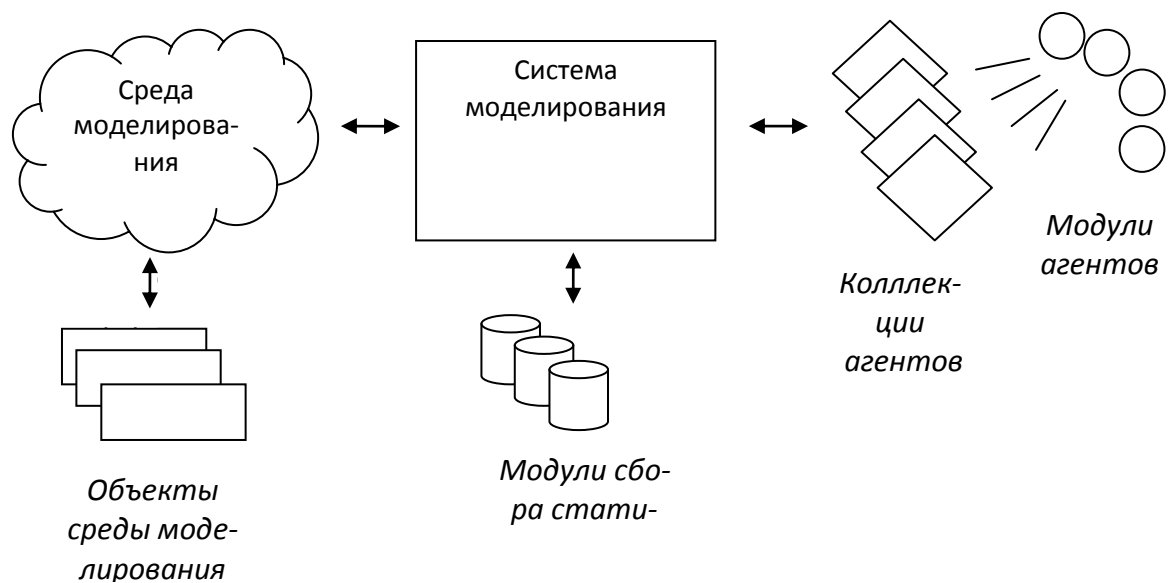 Среда
моделирова-
ния
Система
моделирования
Модули
агентов
Колллек-
ции
агентов
Модули сбо-
ра стати-
Объекты
среды моде-
лирования